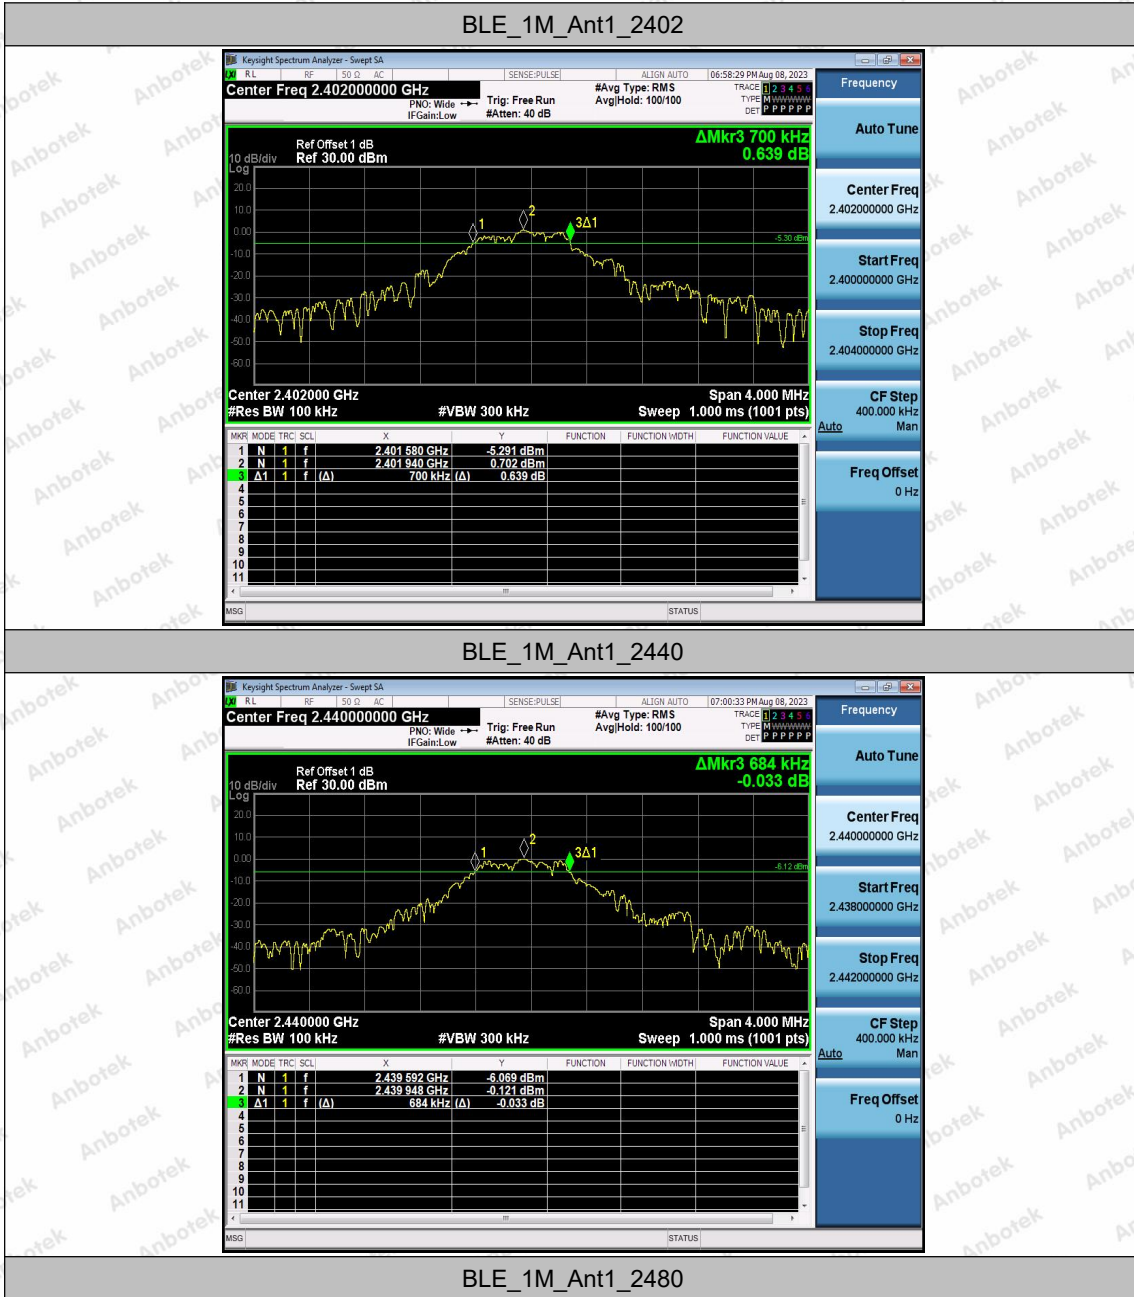 BLE_1M_Ant1_2402
Keysight Spectrum Analyzer - Swept SA
LXI RL RF 50 Ω AC SENSE:PULSE ALIGN AUTO 06:58:29 PM Aug 08, 2023
Center Freq 2.402000000 GHz
PNO: Wide
IFGain:Low
Trig: Free Run
#Atten: 40 dB
#Avg Type: RMS
Avg|Hold: 100/100
TRACE 1 2 3 4 5 6
TYPE M W W W W W
DET P P P P P P
Ref Offset 1 dB
10 dB/div Ref 30.00 dBm
Log
ΔMkr3 700 kHz
0.639 dB
20.0
10.0
0.00
-10.0
-20.0
-30.0
-40.0
-50.0
-60.0
1
2
3Δ1
-5.30 dBm
Center 2.402000 GHz Span 4.000 MHz
#Res BW 100 kHz #VBW 300 kHz Sweep 1.000 ms (1001 pts)
MKR MODE TRC SCL X Y FUNCTION FUNCTION WIDTH FUNCTION VALUE
1 N 1 f 2.401 580 GHz -5.291 dBm
2 N 1 f 2.401 940 GHz 0.702 dBm
3 Δ1 1 f (Δ) 700 kHz (Δ) 0.639 dB
4
5
6
7
8
9
10
11
MSG STATUS
Frequency
Auto Tune
Center Freq
2.402000000 GHz
Start Freq
2.400000000 GHz
Stop Freq
2.404000000 GHz
CF Step
400.000 kHz
Auto Man
Freq Offset
0 Hz
BLE_1M_Ant1_2440
Keysight Spectrum Analyzer - Swept SA
LXI RL RF 50 Ω AC SENSE:PULSE ALIGN AUTO 07:00:33 PM Aug 08, 2023
Center Freq 2.440000000 GHz
PNO: Wide
IFGain:Low
Trig: Free Run
#Atten: 40 dB
#Avg Type: RMS
Avg|Hold: 100/100
TRACE 1 2 3 4 5 6
TYPE M W W W W W
DET P P P P P P
Ref Offset 1 dB
10 dB/div Ref 30.00 dBm
Log
ΔMkr3 684 kHz
-0.033 dB
20.0
10.0
0.00
-10.0
-20.0
-30.0
-40.0
-50.0
-60.0
1
2
3Δ1
-6.12 dBm
Center 2.440000 GHz Span 4.000 MHz
#Res BW 100 kHz #VBW 300 kHz Sweep 1.000 ms (1001 pts)
MKR MODE TRC SCL X Y FUNCTION FUNCTION WIDTH FUNCTION VALUE
1 N 1 f 2.439 592 GHz -6.069 dBm
2 N 1 f 2.439 948 GHz -0.121 dBm
3 Δ1 1 f (Δ) 684 kHz (Δ) -0.033 dB
4
5
6
7
8
9
10
11
MSG STATUS
Frequency
Auto Tune
Center Freq
2.440000000 GHz
Start Freq
2.438000000 GHz
Stop Freq
2.442000000 GHz
CF Step
400.000 kHz
Auto Man
Freq Offset
0 Hz
BLE_1M_Ant1_2480
Anbotek